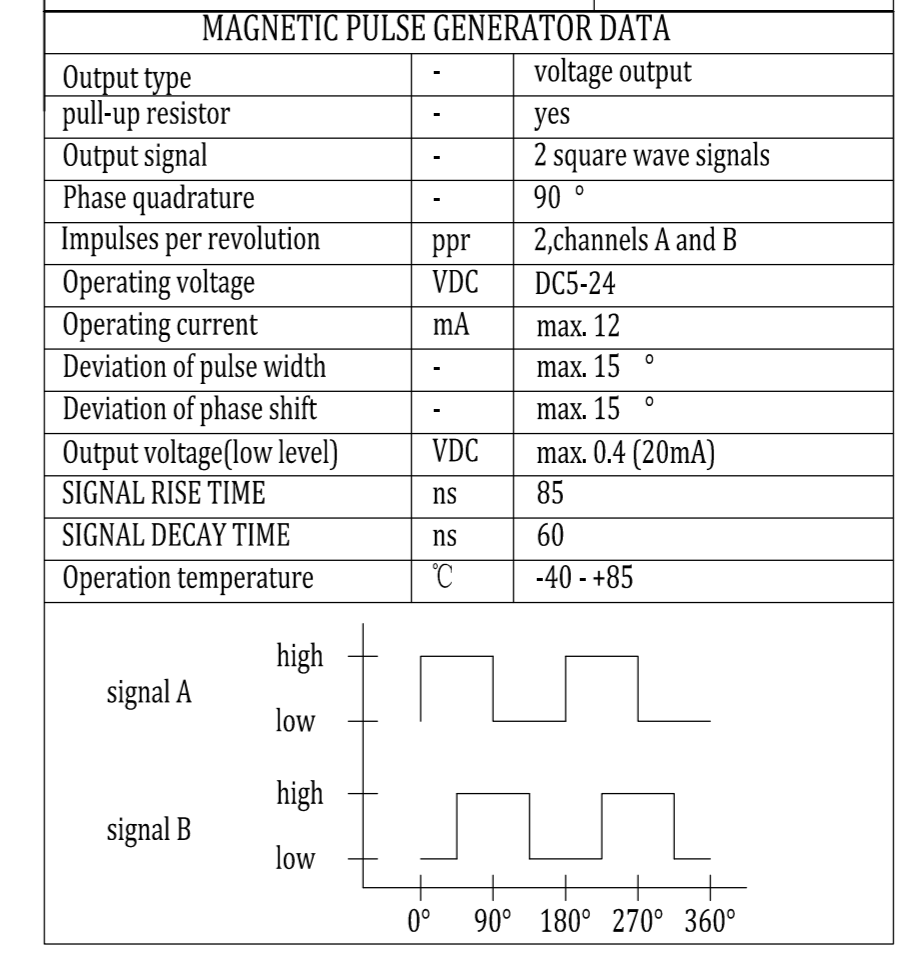 MAGNETIC PULSE GENERATOR DATA
Output type - voltage output
pull-up resistor - yes
Output signal - 2 square wave signals
Phase quadrature - 90 °
Impulses per revolution ppr 2,channels A and B
Operating voltage VDC DC5-24
Operating current mA max. 12
Deviation of pulse width - max. 15 °
Deviation of phase shift - max. 15 °
Output voltage(low level) VDC max. 0.4 (20mA)
SIGNAL RISE TIME ns 85
SIGNAL DECAY TIME ns 60
Operation temperature ℃ -40 - +85
high
signal A
low
high
signal B
low
0° 90° 180° 270° 360°